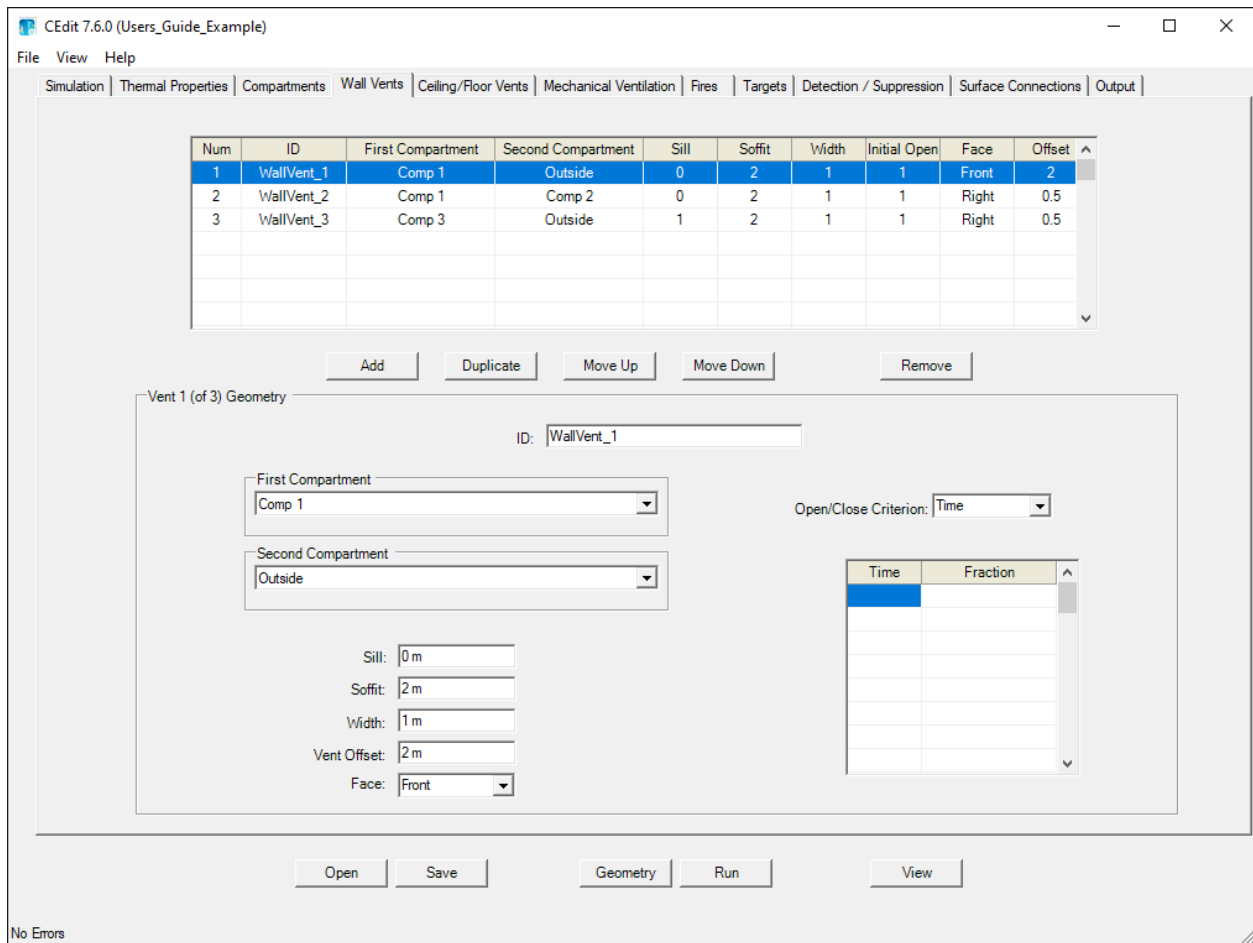 CEdit 7.6.0 (Users_Guide_Example)
File View Help
Simulation Thermal Properties Compartments Wall Vents Ceiling/Floor Vents Mechanical Ventilation Fires Targets Detection / Suppression Surface Connections Output
Num ID First Compartment Second Compartment Sill Soffit Width Initial Open Face Offset
1 WallVent_1 Comp 1 Outside 0 2 1 1 Front 2
2 WallVent_2 Comp 1 Comp 2 0 2 1 1 Right 0.5
3 WallVent_3 Comp 3 Outside 1 2 1 1 Right 0.5
Add Duplicate Move Up Move Down Remove
Vent 1 (of 3) Geometry
ID: WallVent_1
First Compartment
Comp 1
Open/Close Criterion: Time
Second Compartment
Outside
Time Fraction
Sill: 0 m
Soffit: 2 m
Width: 1 m
Vent Offset: 2 m
Face: Front
Open Save Geometry Run View
No Errors